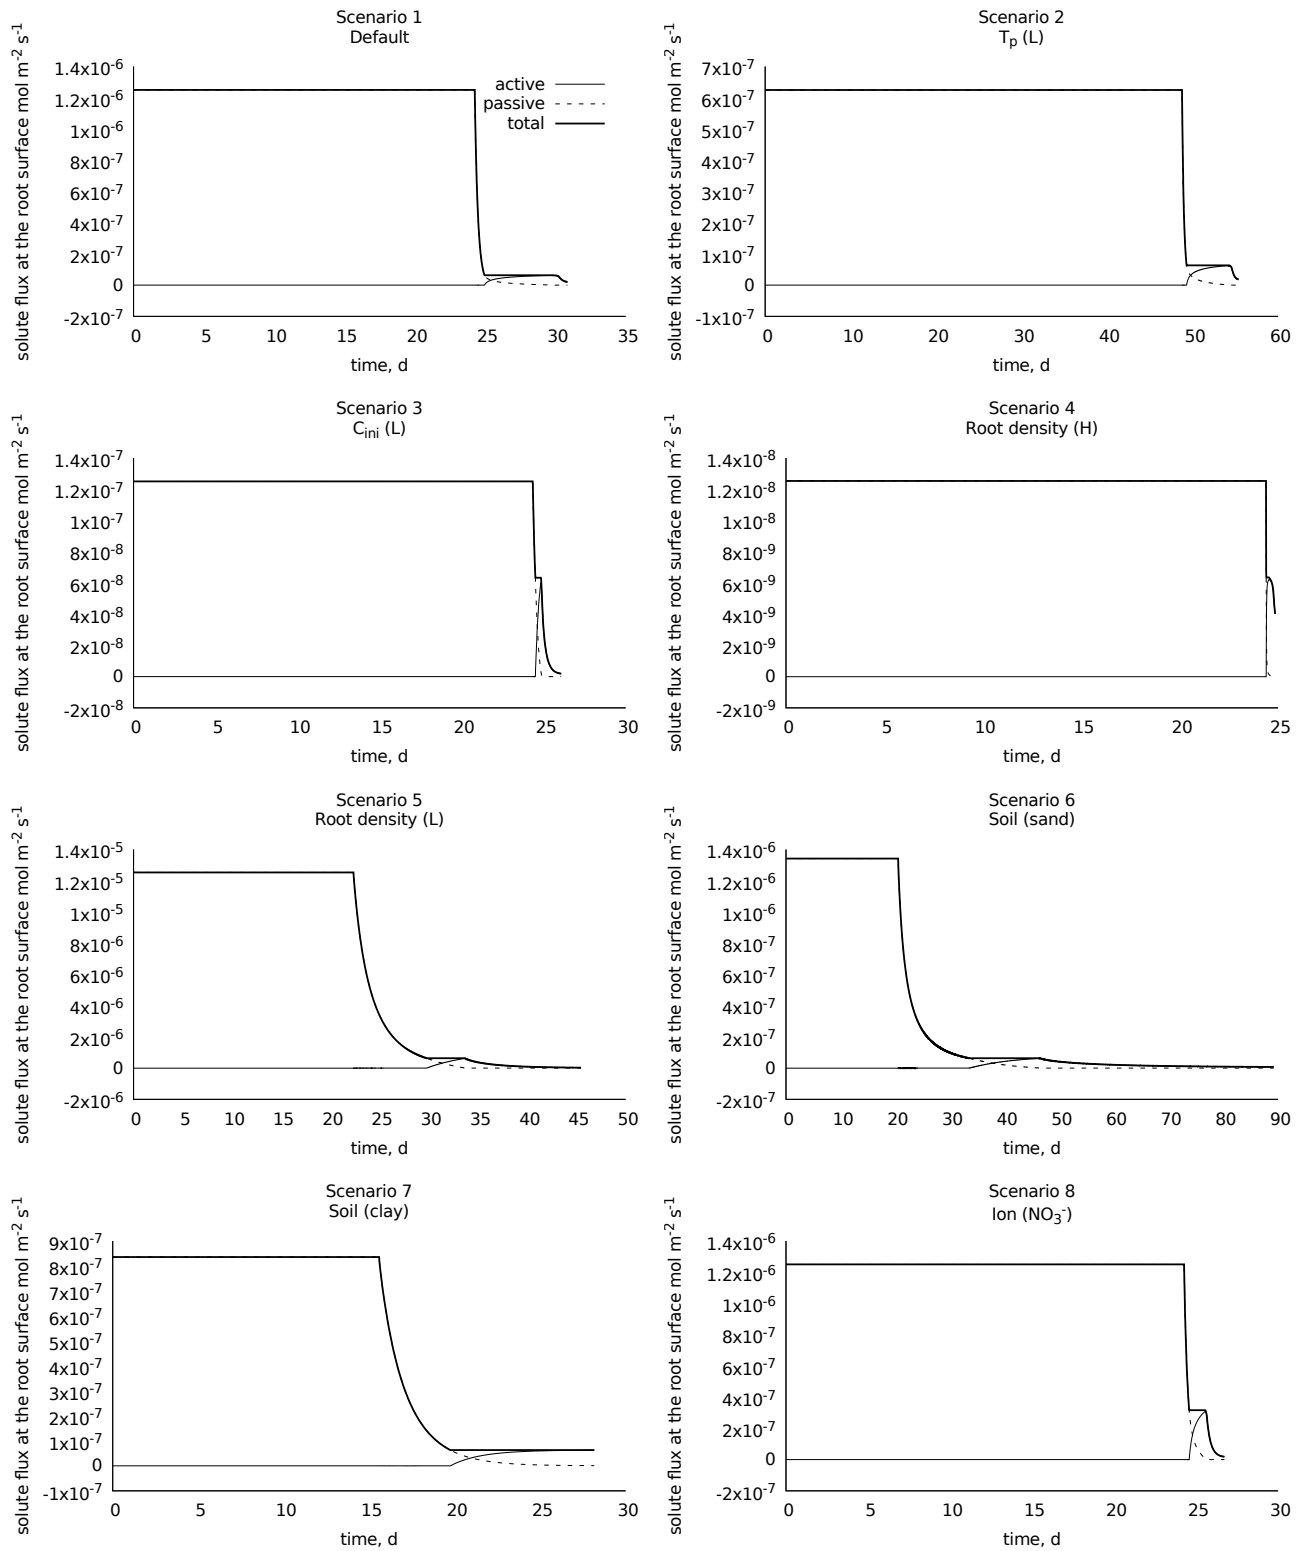 Scenario 1
Default
solute flux at the root surface mol m-2 s-1
1.4x10-6
1.2x10-6
1x10-6
8x10-7
6x10-7
4x10-7
2x10-7
0
-2x10-7
active
passive
total
0 5 10 15 20 25 30 35
time, d
Scenario 2
Tp (L)
solute flux at the root surface mol m-2 s-1
7x10-7
6x10-7
5x10-7
4x10-7
3x10-7
2x10-7
1x10-7
0
-1x10-7
0 10 20 30 40 50 60
time, d
Scenario 3
Cini (L)
solute flux at the root surface mol m-2 s-1
1.4x10-7
1.2x10-7
1x10-7
8x10-8
6x10-8
4x10-8
2x10-8
0
-2x10-8
0 5 10 15 20 25 30
time, d
Scenario 4
Root density (H)
solute flux at the root surface mol m-2 s-1
1.4x10-8
1.2x10-8
1x10-8
8x10-9
6x10-9
4x10-9
2x10-9
0
-2x10-9
0 5 10 15 20 25
time, d
Scenario 5
Root density (L)
solute flux at the root surface mol m-2 s-1
1.4x10-5
1.2x10-5
1x10-5
8x10-6
6x10-6
4x10-6
2x10-6
0
-2x10-6
0 5 10 15 20 25 30 35 40 45 50
time, d
Scenario 6
Soil (sand)
solute flux at the root surface mol m-2 s-1
1.4x10-6
1.2x10-6
1x10-6
8x10-7
6x10-7
4x10-7
2x10-7
0
-2x10-7
0 10 20 30 40 50 60 70 80 90
time, d
Scenario 7
Soil (clay)
solute flux at the root surface mol m-2 s-1
9x10-7
8x10-7
7x10-7
6x10-7
5x10-7
4x10-7
3x10-7
2x10-7
1x10-7
0
-1x10-7
0 5 10 15 20 25 30
time, d
Scenario 8
Ion (NO3-)
solute flux at the root surface mol m-2 s-1
1.4x10-6
1.2x10-6
1x10-6
8x10-7
6x10-7
4x10-7
2x10-7
0
-2x10-7
0 5 10 15 20 25 30
time, d